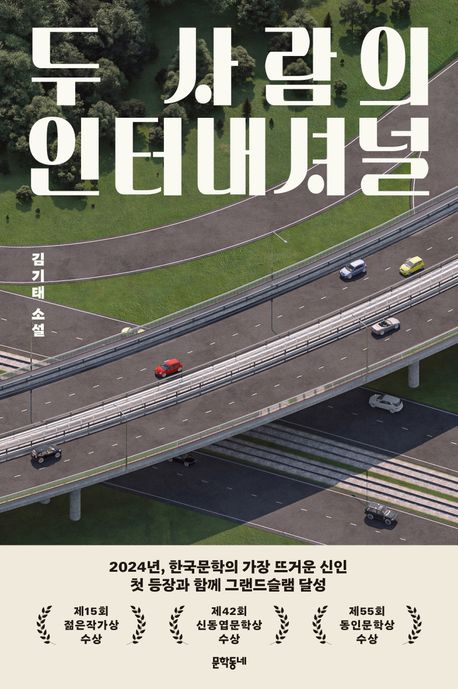 두 사람의
인터내셔널
김기태 소설
2024년, 한국문학의 가장 뜨거운 신인
첫 등장과 함께 그랜드슬램 달성
제15회
젊은작가상
수상
제42회
신동엽문학상
수상
제55회
동인문학상
수상
문학동네